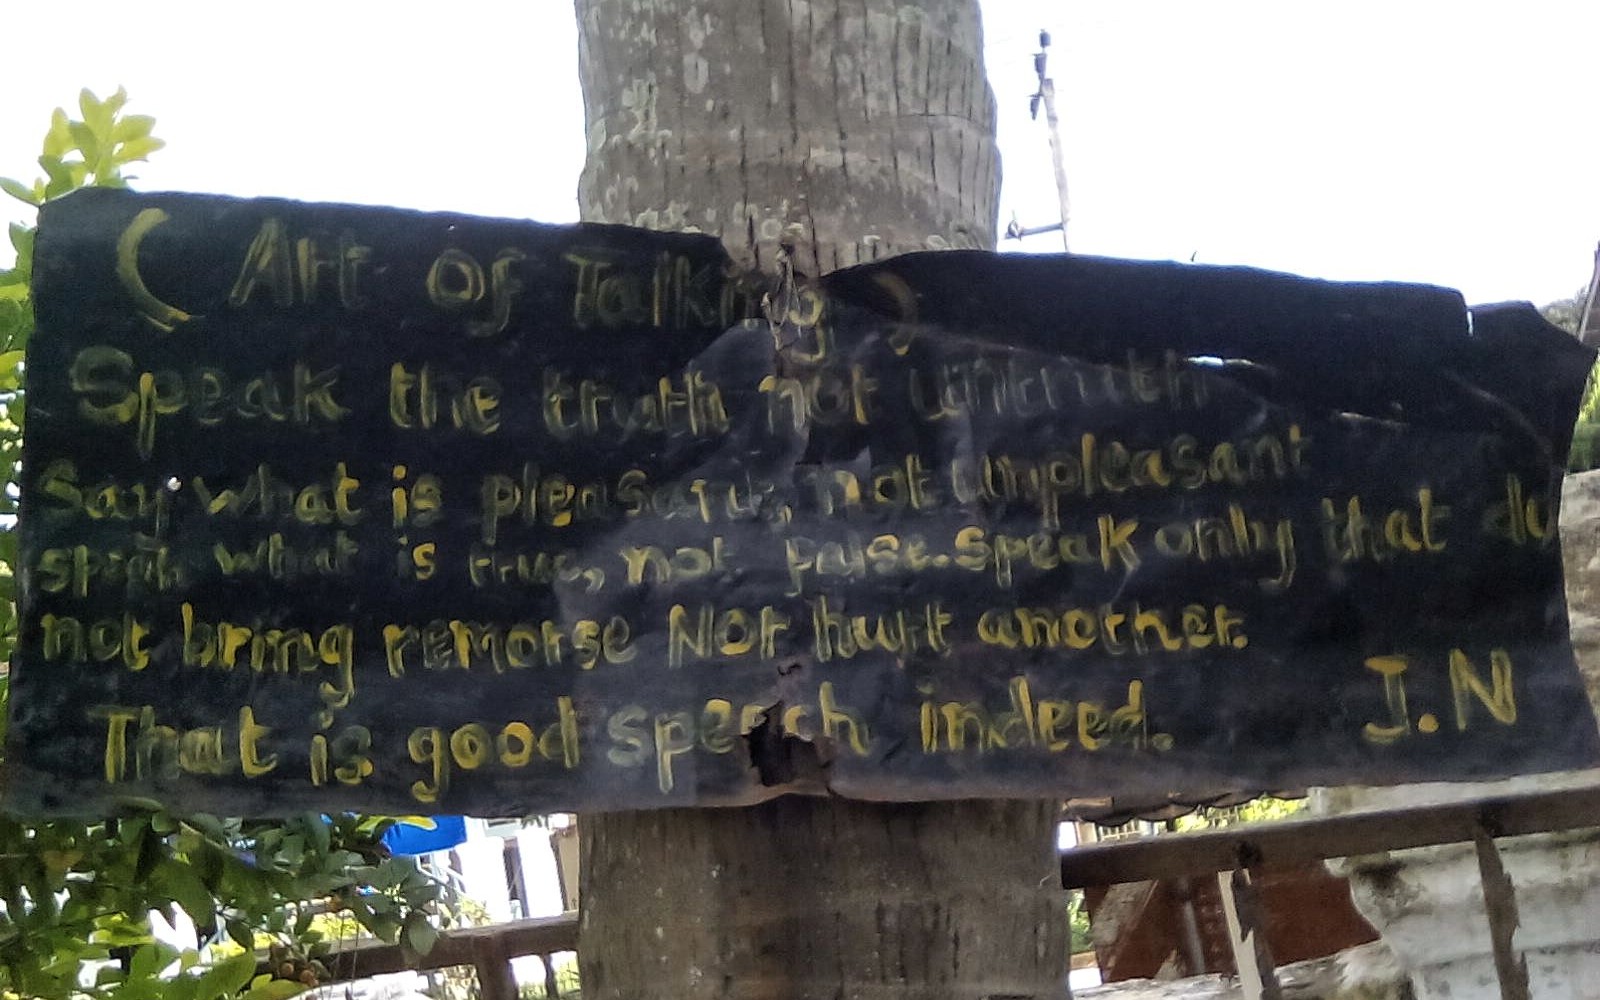 ( Art of Talking )
Speak the truth not untruth
Say what is pleasant, not unpleasant
speak what is true, not false. Speak only that do
not bring remorse Nor hurt another.
That is good speech indeed. J.N